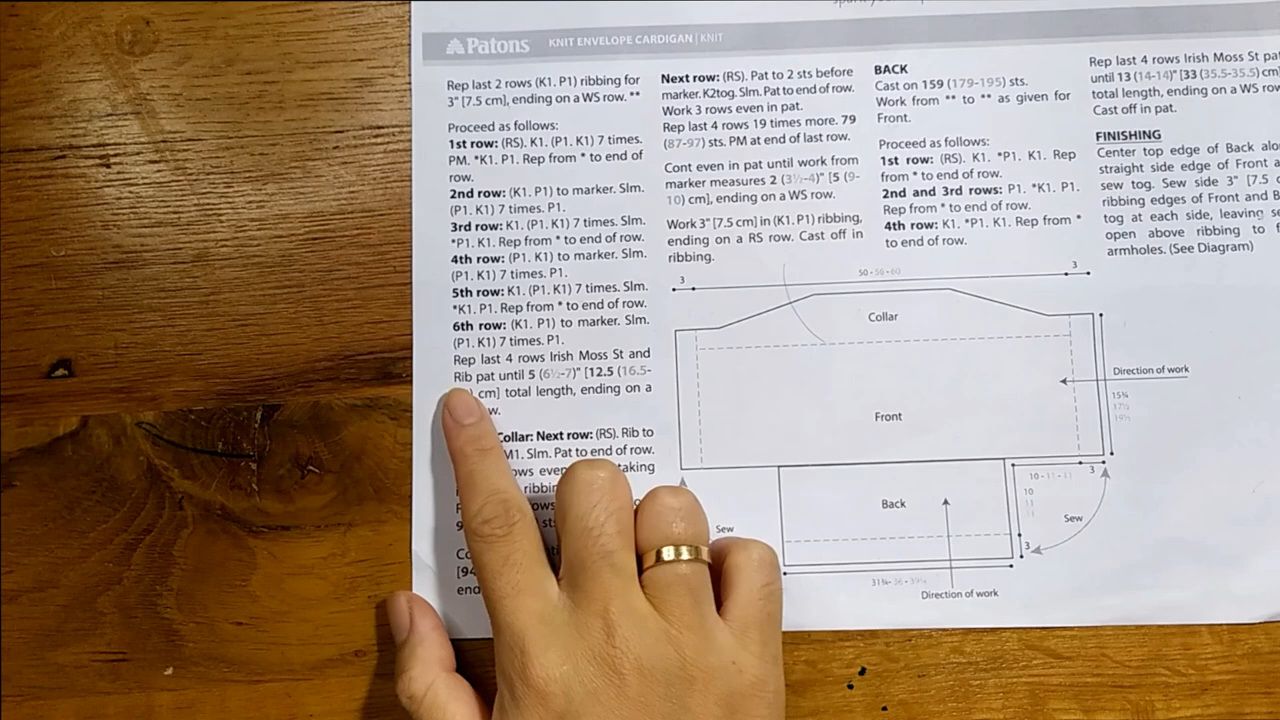 Patons KNIT ENVELOPE CARDIGAN | KNIT
Rep last 2 rows (K1. P1) ribbing for
3" [7.5 cm], ending on a WS row. **
Proceed as follows:
1st row: (RS). K1. (P1. K1) 7 times.
PM. *K1. P1. Rep from * to end of
row.
2nd row: (K1. P1) to marker. Slm.
(P1. K1) 7 times. P1.
3rd row: K1. (P1. K1) 7 times. Slm.
*P1. K1. Rep from * to end of row.
4th row: (P1. K1) to marker. Slm.
(P1. K1) 7 times. P1.
5th row: K1. (P1. K1) 7 times. Slm.
*K1. P1. Rep from * to end of row.
6th row: (K1. P1) to marker. Slm.
(P1. K1) 7 times. P1.
Rep last 4 rows Irish Moss St and
Rib pat until 5 (6½-7)" [12.5 (16.5-
cm] total length, ending on a
Collar: Next row: (RS). Rib to
M1. Slm. Pat to end of row.
taking
Next row: (RS). Pat to 2 sts before
marker. K2tog. Slm. Pat to end of row.
Work 3 rows even in pat.
Rep last 4 rows 19 times more. 79
(87-97) sts. PM at end of last row.
Cont even in pat until work from
marker measures 2 (3½-4)" [5 (9-
10) cm], ending on a WS row.
Work 3" [7.5 cm] in (K1. P1) ribbing,
ending on a RS row. Cast off in
ribbing.
BACK
Cast on 159 (179-195) sts.
Work from ** to ** as given for
Front.
Proceed as follows:
1st row: (RS). K1. *P1. K1. Rep
from * to end of row.
2nd and 3rd rows: P1. *K1. P1.
Rep from * to end of row.
4th row: K1. *P1. K1. Rep from *
to end of row.
Rep last 4 rows Irish Moss St
until 13 (14-14)" [33 (35.5-35.5) cm
total length, ending on a WS
Cast off in pat.
FINISHING
Center top edge of Back
straight side edge of Front
sew tog. Sew side 3" [7.5
ribbing edges of Front and
tog at each side, leaving
open above ribbing to
armholes. (See Diagram)
3
50 - 56 - 60
3
Collar
Direction of work
15¾
17½
Front
10 - 11 - 11
3
Back
10
11
11
Sew
Sew
3
Direction of work